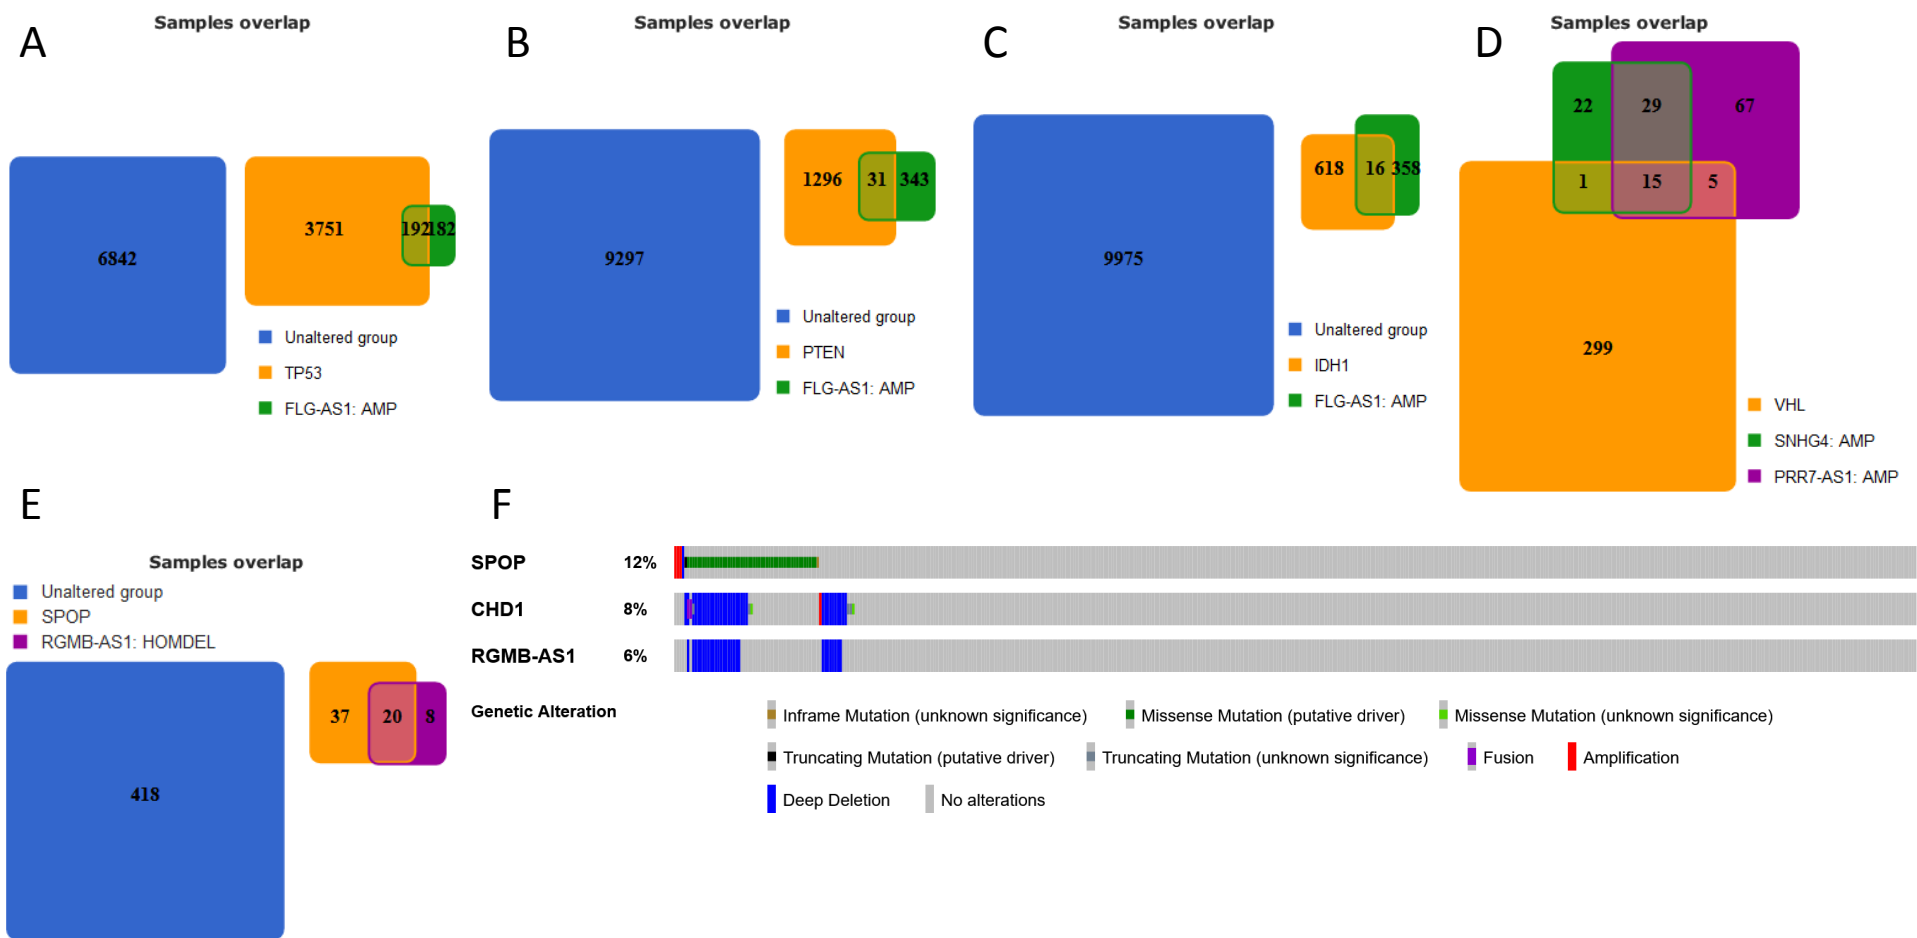 A
Samples overlap
6842
3751
192
182
Unaltered group
TP53
FLG-AS1: AMP
B
Samples overlap
9297
1296
31
343
Unaltered group
PTEN
FLG-AS1: AMP
C
Samples overlap
9975
618
16
358
Unaltered group
IDH1
FLG-AS1: AMP
D
Samples overlap
22
29
67
1
15
5
299
VHL
SNHG4: AMP
PRR7-AS1: AMP
E
Samples overlap
Unaltered group
SPOP
RGMB-AS1: HOMDEL
418
37
20
8
F
SPOP 12%
CHD1 8%
RGMB-AS1 6%
Genetic Alteration
Inframe Mutation (unknown significance)
Missense Mutation (putative driver)
Missense Mutation (unknown significance)
Truncating Mutation (putative driver)
Truncating Mutation (unknown significance)
Fusion
Amplification
Deep Deletion
No alterations